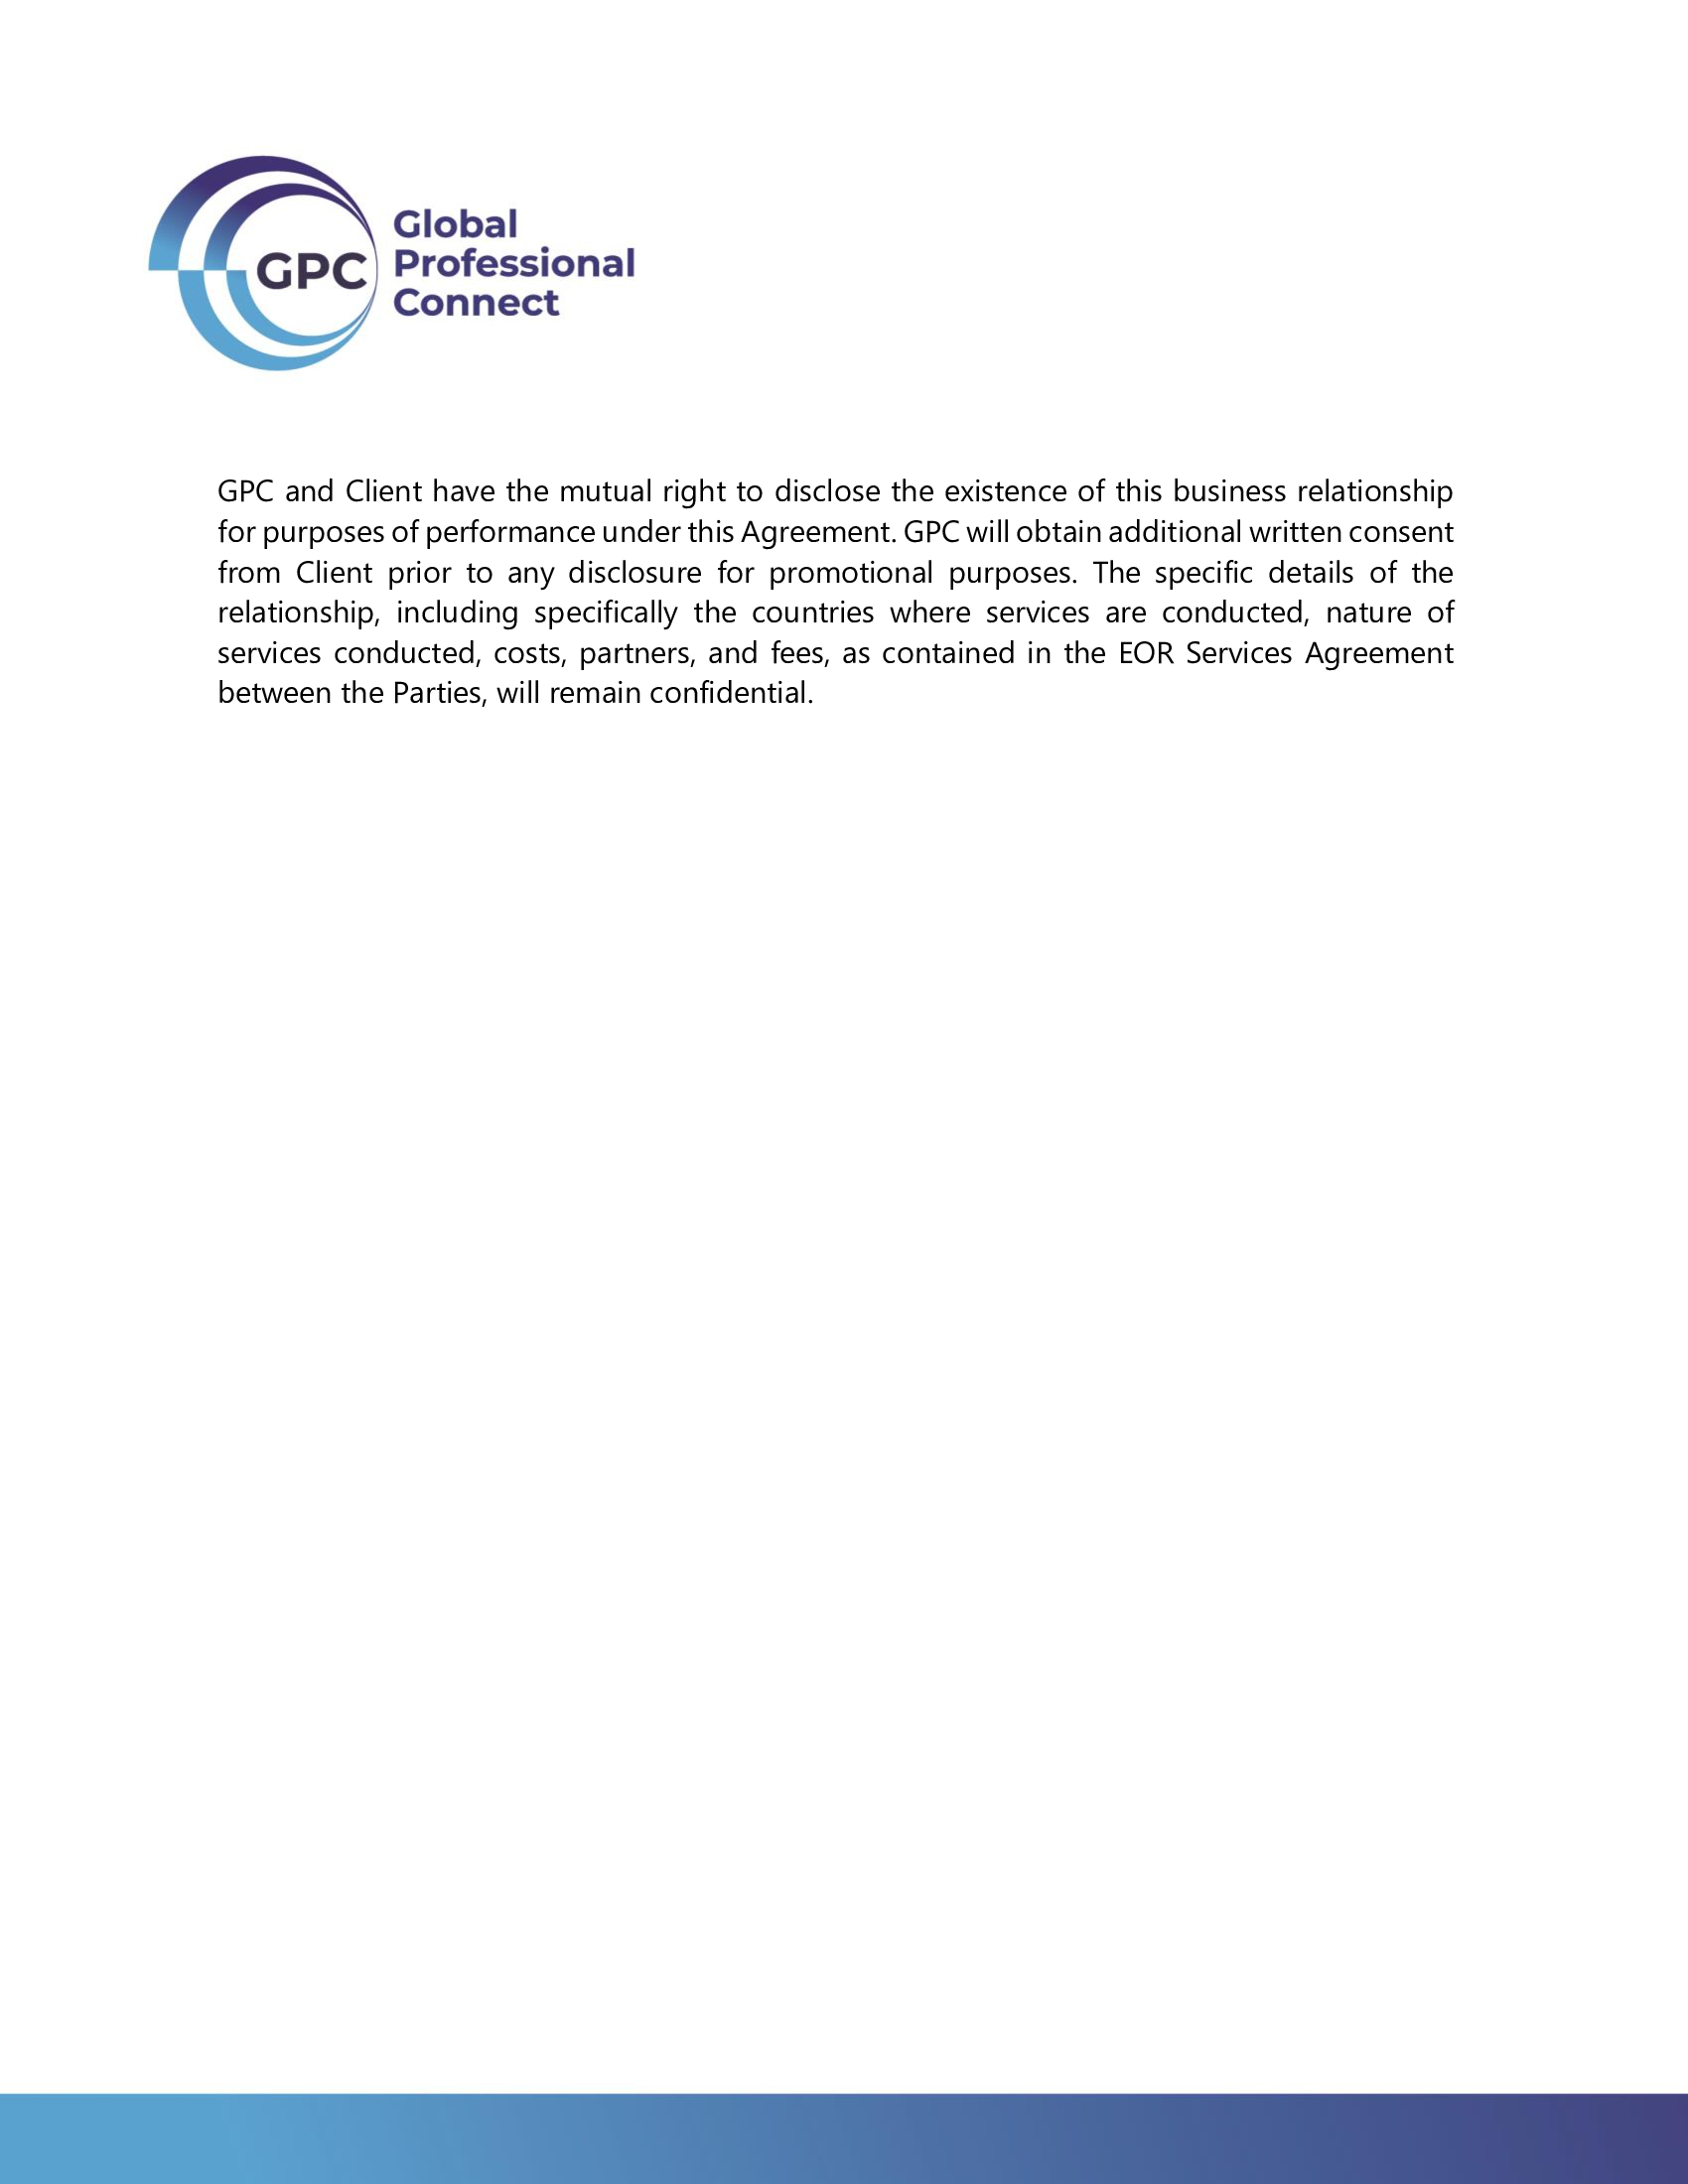 GPC
Global
Professional
Connect
GPC and Client have the mutual right to disclose the existence of this business relationship
for purposes of performance under this Agreement. GPC will obtain additional written consent
from Client prior to any disclosure for promotional purposes. The specific details of the
relationship, including specifically the countries where services are conducted, nature of
services conducted, costs, partners, and fees, as contained in the EOR Services Agreement
between the Parties, will remain confidential.